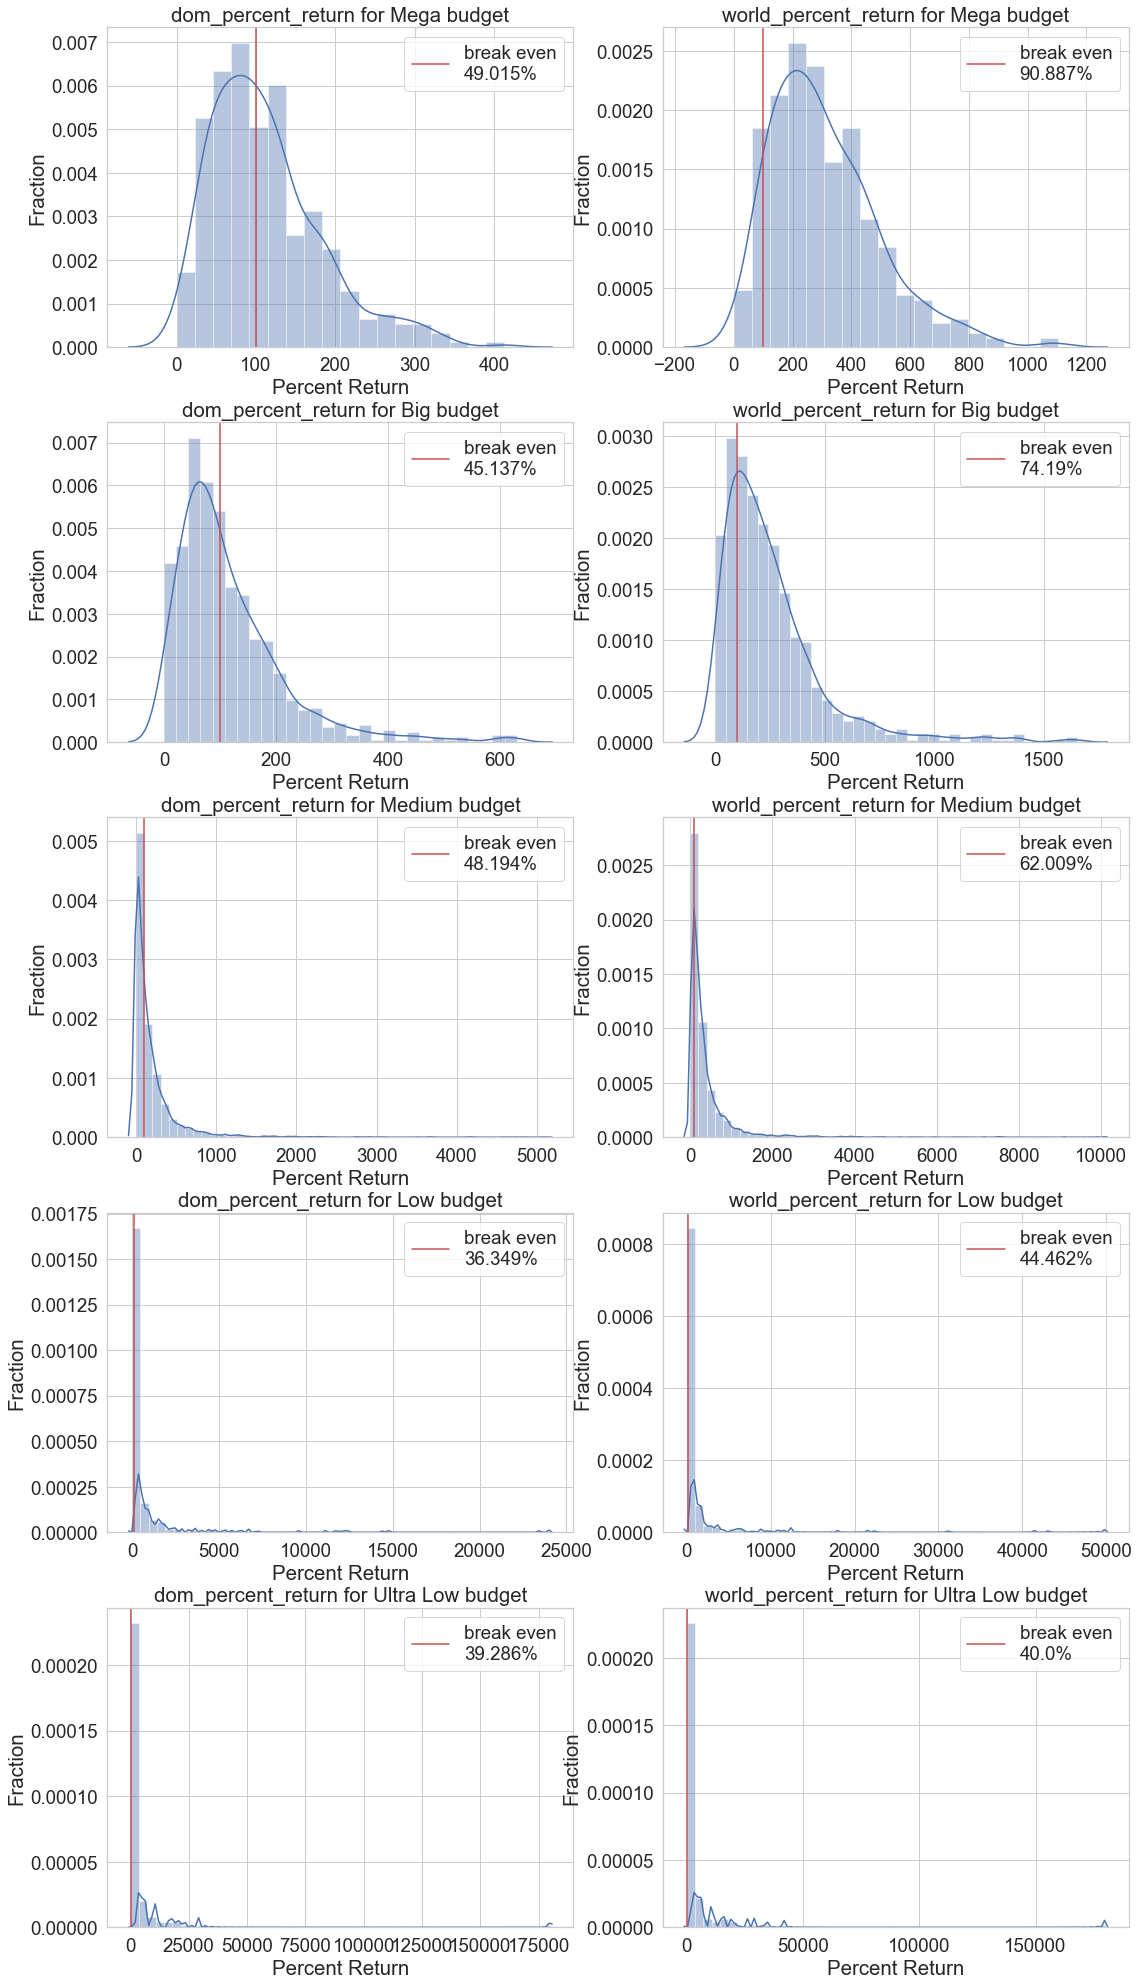 dom_percent_return for Mega budget
0.007
0.006
0.005
0.004
0.003
0.002
0.001
0.000
Fraction
break even
49.015%
0 100 200 300 400
Percent Return
world_percent_return for Mega budget
0.0025
0.0020
0.0015
0.0010
0.0005
0.0000
Fraction
break even
90.887%
−200 0 200 400 600 800 1000 1200
Percent Return
dom_percent_return for Big budget
0.007
0.006
0.005
0.004
0.003
0.002
0.001
0.000
Fraction
break even
45.137%
0 200 400 600
Percent Return
world_percent_return for Big budget
0.0030
0.0025
0.0020
0.0015
0.0010
0.0005
0.0000
Fraction
break even
74.19%
0 500 1000 1500
Percent Return
dom_percent_return for Medium budget
0.005
0.004
0.003
0.002
0.001
0.000
Fraction
break even
48.194%
0 1000 2000 3000 4000 5000
Percent Return
world_percent_return for Medium budget
0.0025
0.0020
0.0015
0.0010
0.0005
0.0000
Fraction
break even
62.009%
0 2000 4000 6000 8000 10000
Percent Return
dom_percent_return for Low budget
0.00175
0.00150
0.00125
0.00100
0.00075
0.00050
0.00025
0.00000
Fraction
break even
36.349%
0 5000 10000 15000 20000 25000
Percent Return
world_percent_return for Low budget
0.0008
0.0006
0.0004
0.0002
0.0000
Fraction
break even
44.462%
0 10000 20000 30000 40000 50000
Percent Return
dom_percent_return for Ultra Low budget
0.00020
0.00015
0.00010
0.00005
0.00000
Fraction
break even
39.286%
0 25000 50000 75000 100000 125000 150000 175000
Percent Return
world_percent_return for Ultra Low budget
0.00020
0.00015
0.00010
0.00005
0.00000
Fraction
break even
40.0%
0 50000 100000 150000
Percent Return